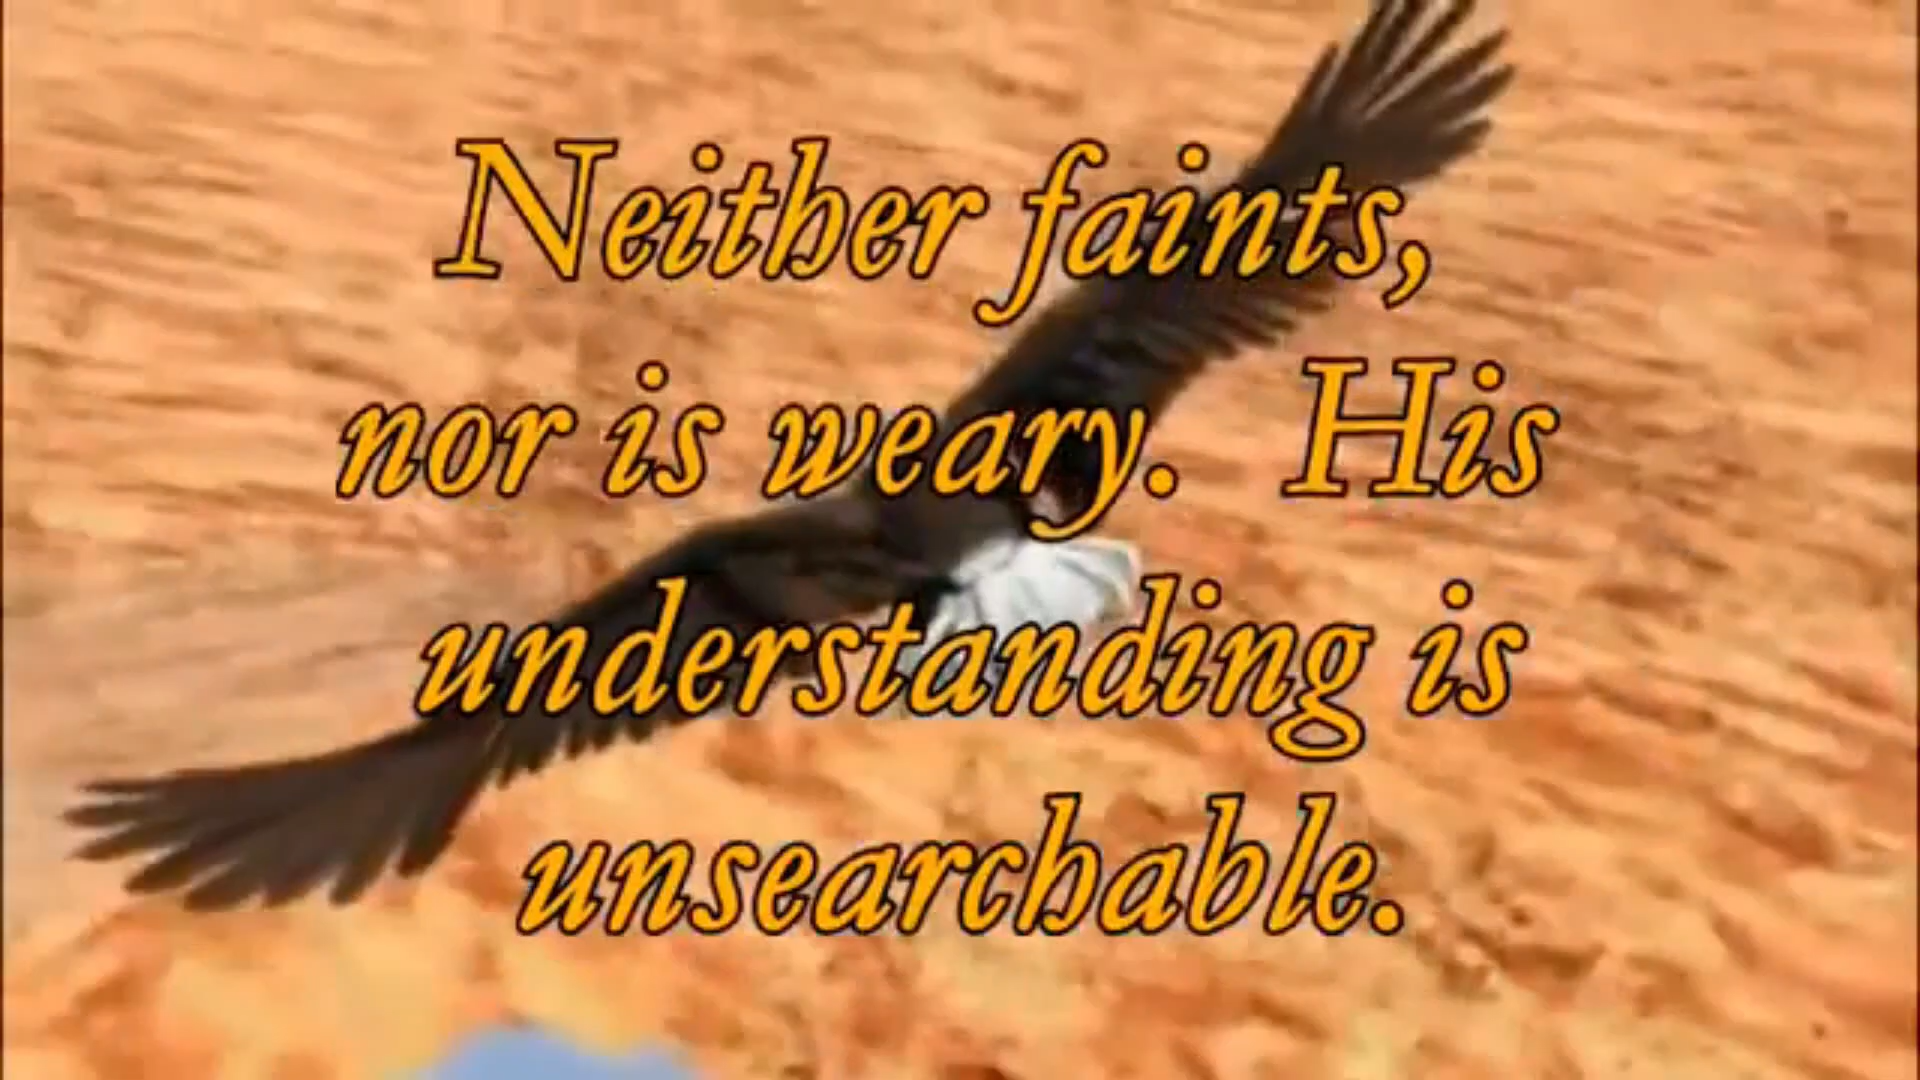 Neither faints,
nor is weary. His
understanding is
unsearchable.